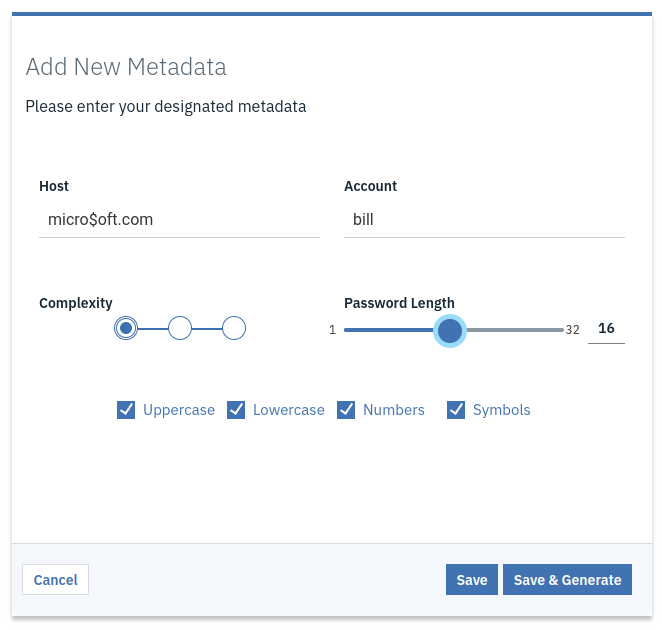 Add New Metadata
Please enter your designated metadata
Host Account
micro$oft.com bill
Complexity Password Length
1 32 16
Uppercase Lowercase Numbers Symbols
Cancel Save Save & Generate